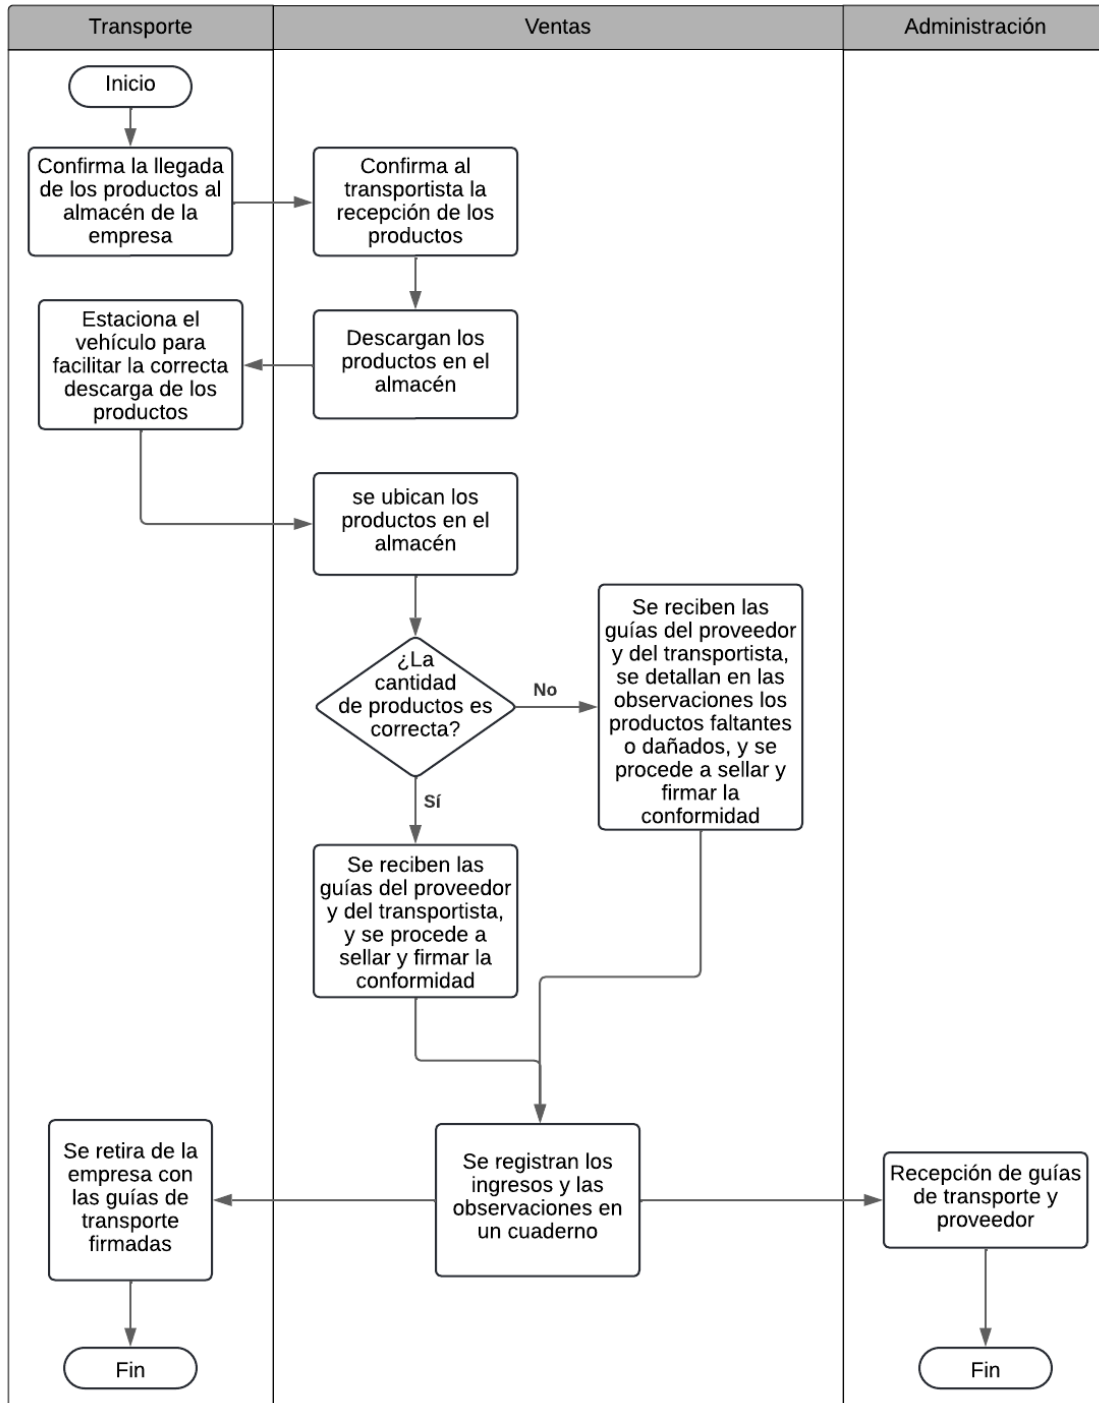 Transporte
Ventas
Administración
Inicio
Confirma la llegada
de los productos al
almacén de la
empresa
Confirma al
transportista la
recepción de los
productos
Estaciona el
vehículo para
facilitar la correcta
descarga de los
productos
Descargan los
productos en el
almacén
se ubican los
productos en el
almacén
¿La
cantidad
de productos es
correcta?
No
Se reciben las
guías del proveedor
y del transportista,
se detallan en las
observaciones los
productos faltantes
o dañados, y se
procede a sellar y
firmar la
conformidad
Sí
Se reciben las
guías del proveedor
y del transportista,
y se procede a
sellar y firmar la
conformidad
Se retira de la
empresa con
las guías de
transporte
firmadas
Se registran los
ingresos y las
observaciones en
un cuaderno
Recepción de guías
de transporte y
proveedor
Fin
Fin